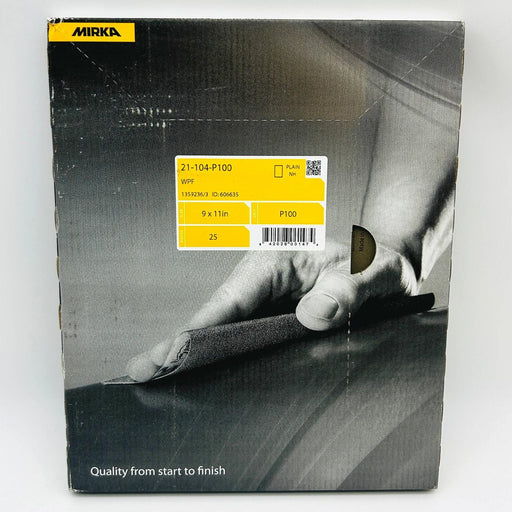 MIRKA
21-104-P100
WPF
1359236/3 ID: 606635
PLAIN
NH
9 x 11in
P100
25
Quality from start to finish